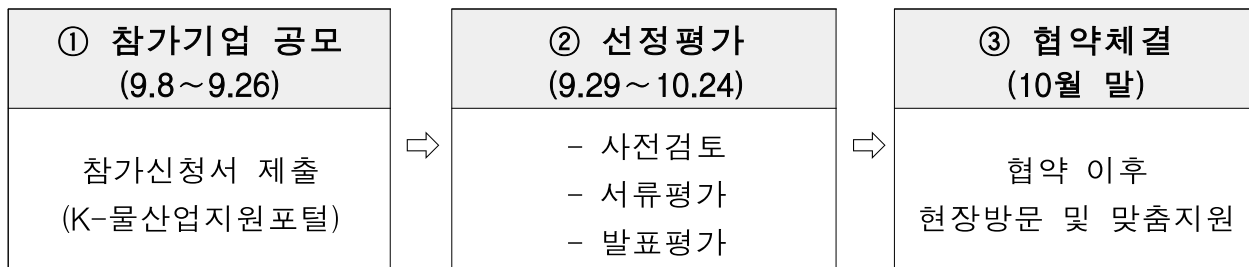 ① 참가기업 공모
(9.8~9.26)
참가신청서 제출
(K-물산업지원포털)
⇨
② 선정평가
(9.29~10.24)
- 사전검토
- 서류평가
- 발표평가
⇨
③ 협약체결
(10월 말)
협약 이후
현장방문 및 맞춤지원